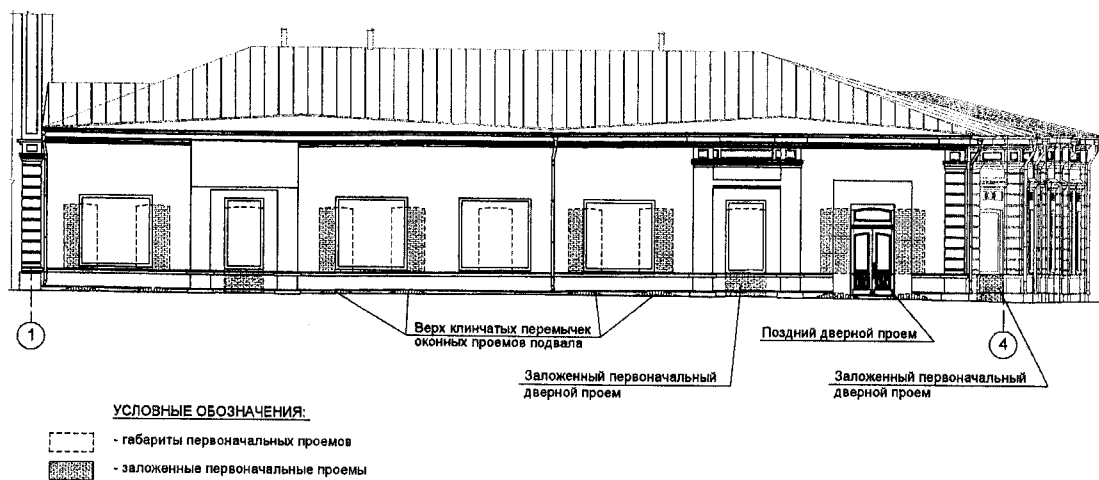 1
4
Верх клинчатых перемычек
оконных проемов подвала
Поздний дверной проем
Заложенный первоначальный
дверной проем
Заложенный первоначальный
дверной проем
УСЛОВНЫЕ ОБОЗНАЧЕНИЯ:
- габариты первоначальных проемов
- заложенные первоначальные проемы